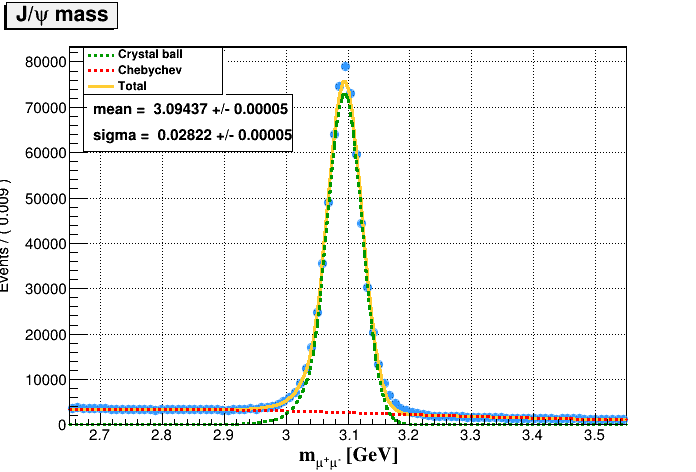 J/ψ mass
Crystal ball
Chebychev
Total
mean = 3.09437 +/- 0.00005
sigma = 0.02822 +/- 0.00005
Events / ( 0.009 )
80000
70000
60000
50000
40000
30000
20000
10000
0
2.7 2.8 2.9 3 3.1 3.2 3.3 3.4 3.5
m_μ⁺μ⁻ [GeV]